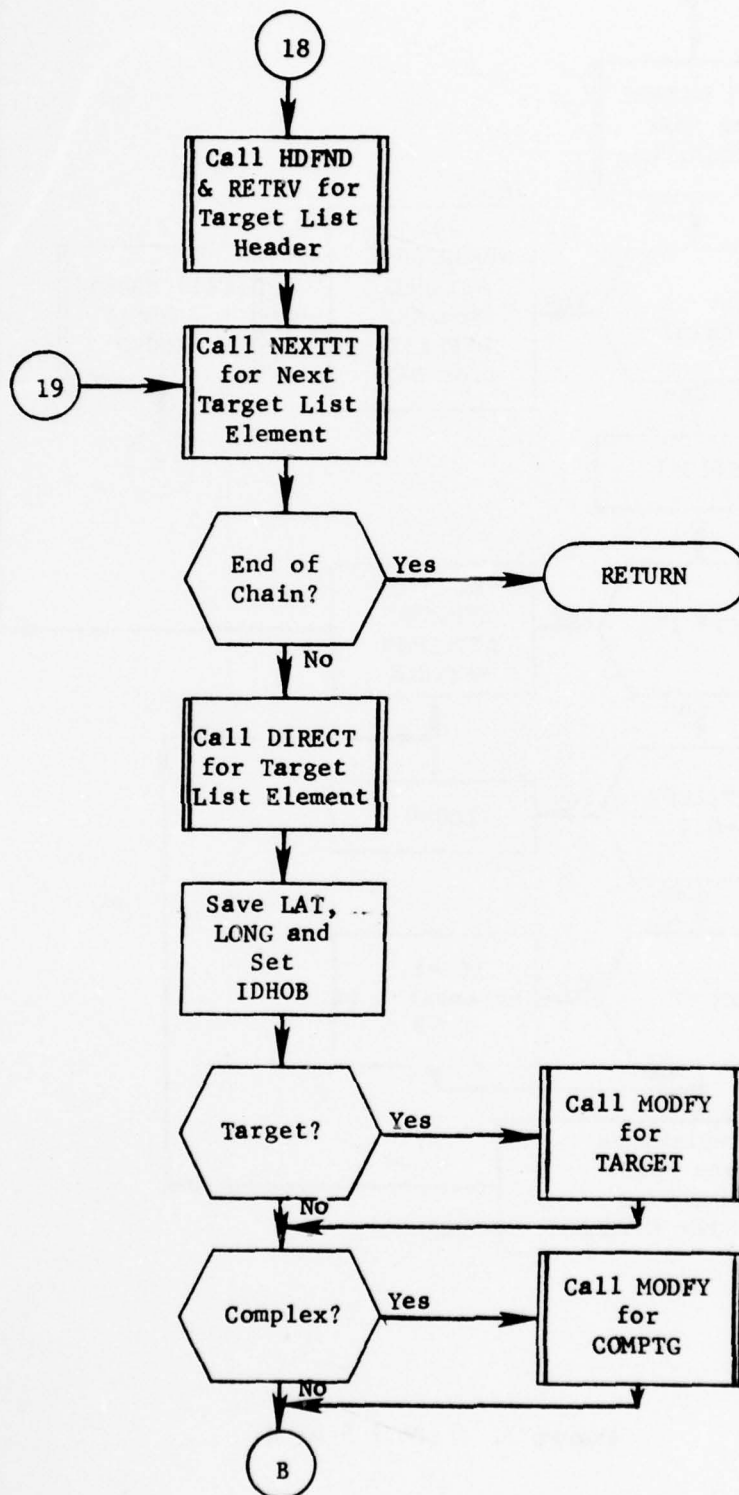 18
Call HDFND
& RETRV for
Target List
Header
19
Call NEXTTT
for Next
Target List
Element
End of
Chain?
Yes
RETURN
No
Call DIRECT
for Target
List Element
Save LAT,
LONG and
Set
IDHOB
Target?
Yes
Call MODFY
for
TARGET
No
Complex?
Yes
Call MODFY
for
COMPTG
No
B